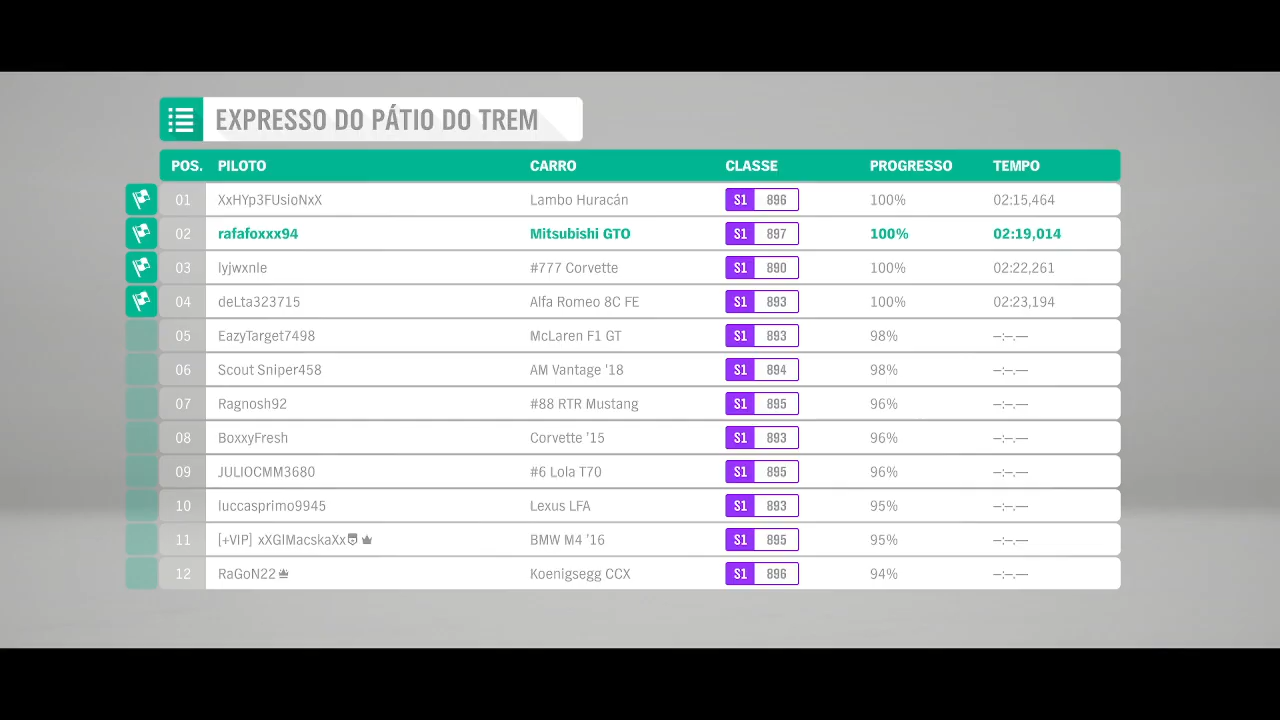 EXPRESSO DO PÁTIO DO TREM
POS. PILOTO CARRO CLASSE PROGRESSO TEMPO
01 XxHYp3FUsioNxX Lambo Huracán S1 896 100% 02:15,464
02 rafafoxxx94 Mitsubishi GTO S1 897 100% 02:19,014
03 lyjwxnle #777 Corvette S1 890 100% 02:22,261
04 deLta323715 Alfa Romeo 8C FE S1 893 100% 02:23,194
05 EazyTarget7498 McLaren F1 GT S1 893 98% --:--.---
06 Scout Sniper458 AM Vantage '18 S1 894 98% --:--.---
07 Ragnosh92 #88 RTR Mustang S1 895 96% --:--.---
08 BoxxyFresh Corvette '15 S1 893 96% --:--.---
09 JULIOCMM3680 #6 Lola T70 S1 895 96% --:--.---
10 luccasprimo9945 Lexus LFA S1 893 95% --:--.---
11 [+VIP] xXGIMacskaXx BMW M4 '16 S1 895 95% --:--.---
12 RaGoN22 Koenigsegg CCX S1 896 94% --:--.---